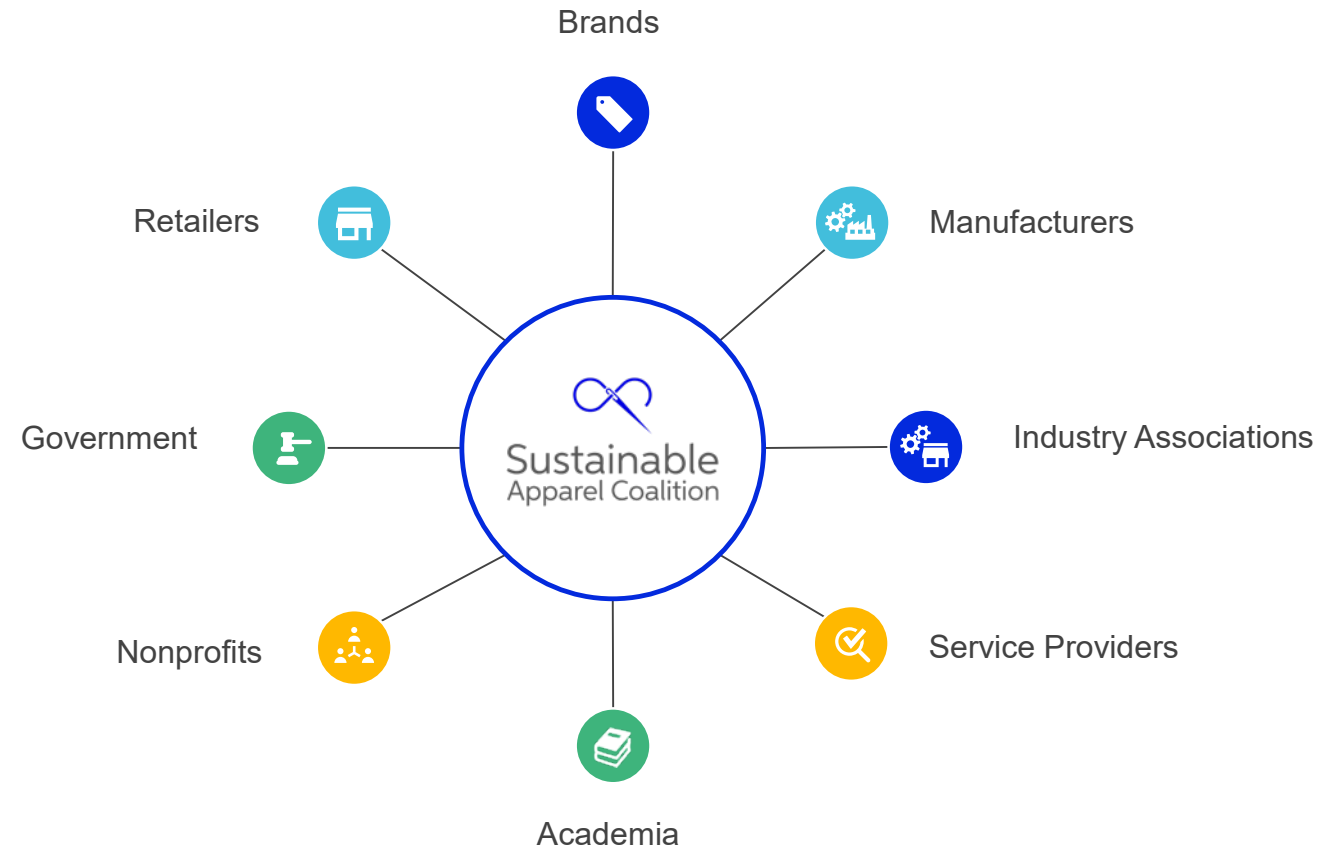 Brands
Retailers
Manufacturers
Government
Industry Associations
Sustainable
Apparel Coalition
Nonprofits
Service Providers
Academia